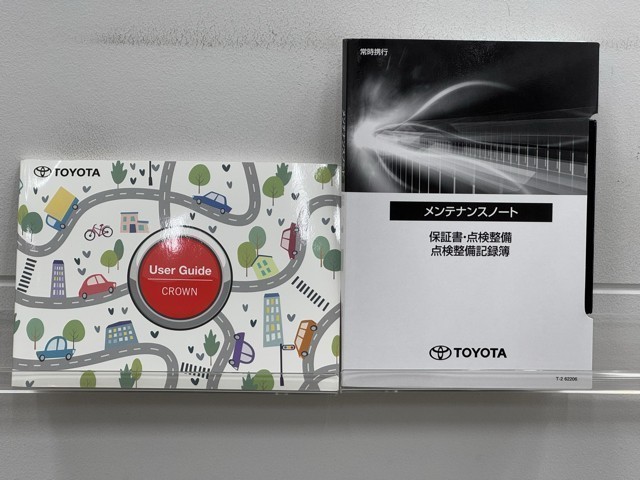 TOYOTA
User Guide
CROWN
常時携行
メンテナンスノート
保証書・点検整備
点検整備記録簿
TOYOTA